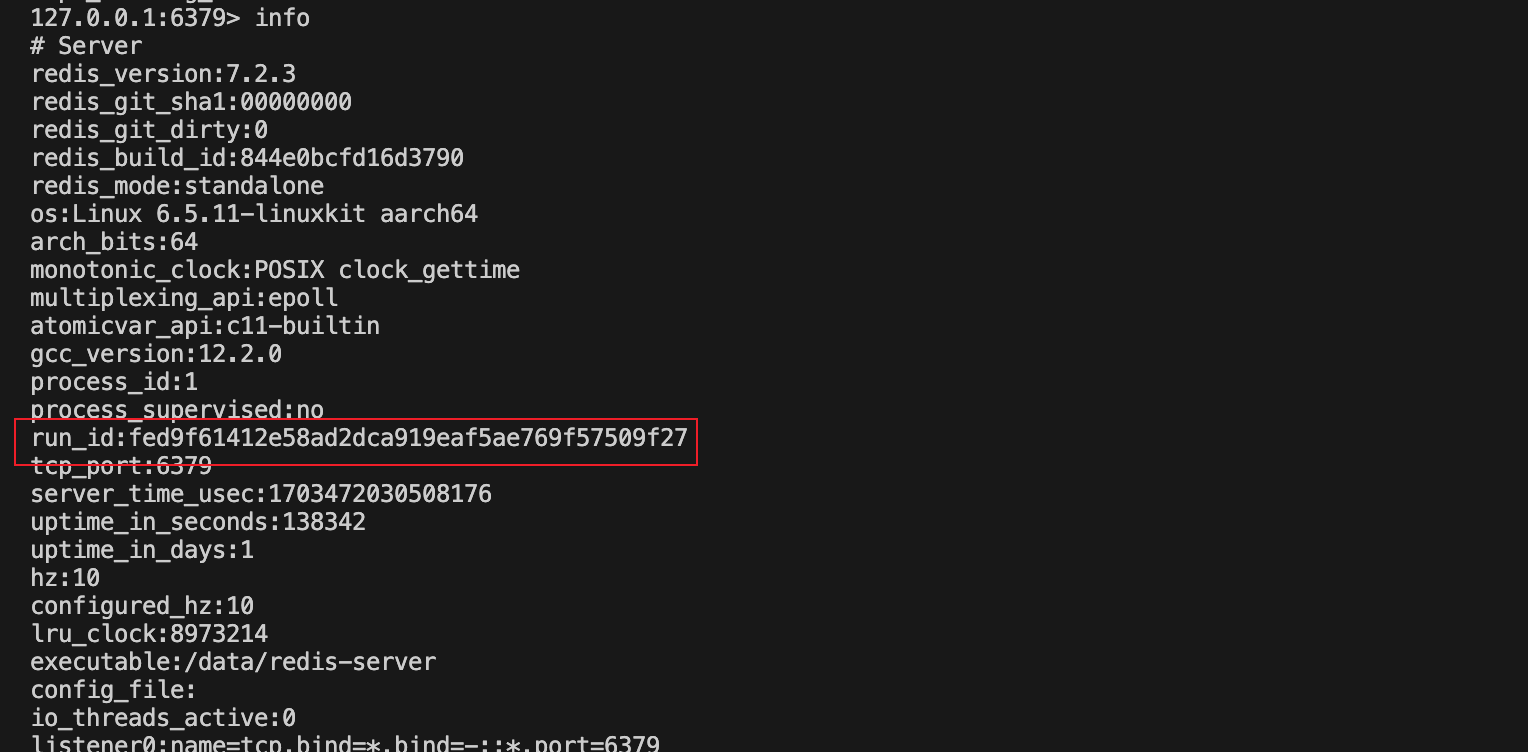 127.0.0.1:6379> info
# Server
redis_version:7.2.3
redis_git_sha1:00000000
redis_git_dirty:0
redis_build_id:844e0bcfd16d3790
redis_mode:standalone
os:Linux 6.5.11-linuxkit aarch64
arch_bits:64
monotonic_clock:POSIX clock_gettime
multiplexing_api:epoll
atomicvar_api:c11-builtin
gcc_version:12.2.0
process_id:1
process_supervised:no
run_id:fed9f61412e58ad2dca919eaf5ae769f57509f27
tcp_port:6379
server_time_usec:1703472030508176
uptime_in_seconds:138342
uptime_in_days:1
hz:10
configured_hz:10
lru_clock:8973214
executable:/data/redis-server
config_file:
io_threads_active:0
listener0:name=tcp,bind=*,bind=-::*,port=6379